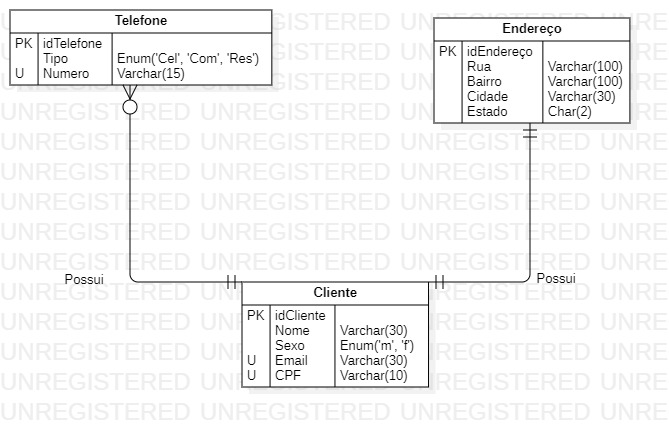 Telefone
PK idTelefone
Tipo Enum('Cel', 'Com', 'Res')
U Numero Varchar(15)
Endereço
PK idEndereço
Rua Varchar(100)
Bairro Varchar(100)
Cidade Varchar(30)
Estado Char(2)
Possui
Possui
Cliente
PK idCliente
Nome Varchar(30)
Sexo Enum('m', 'f')
U Email Varchar(30)
U CPF Varchar(10)
UNREGISTERED UNREGISTERED UNREGISTERED UNRE